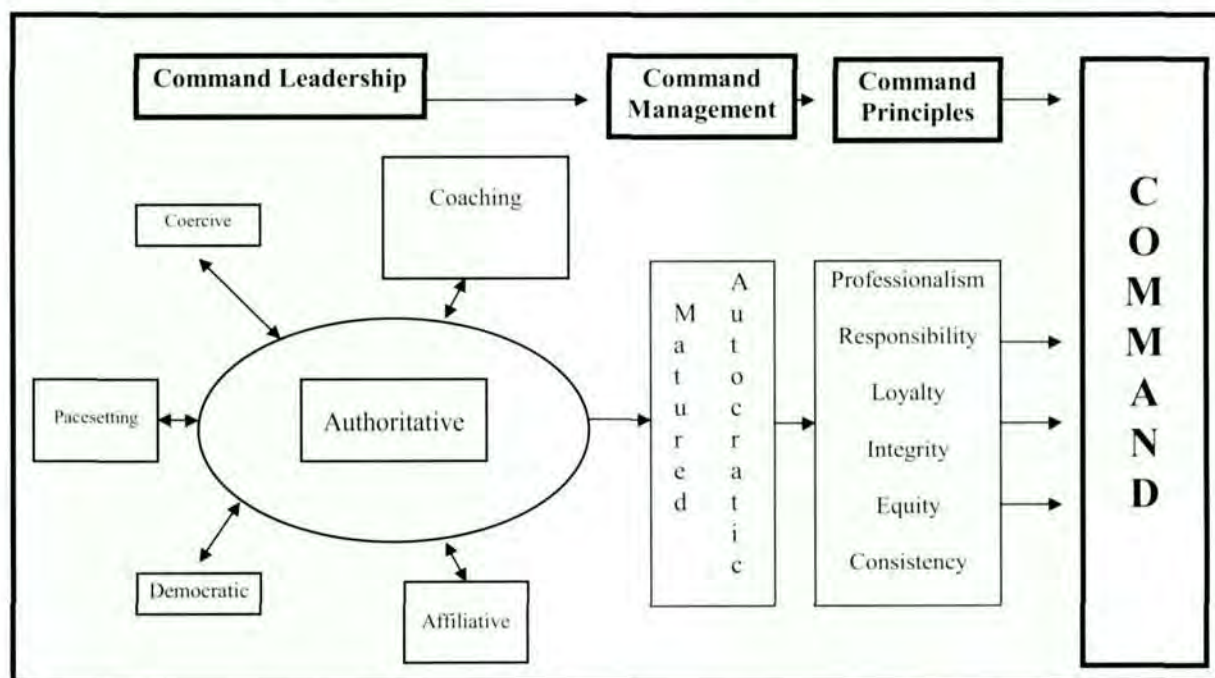 Command Leadership
Command
Management
Command
Principles
Coaching
Coercive
Pacesetting
Authoritative
Democratic
Affiliative
Matured
Autocratic
Professionalism
Responsibility
Loyalty
Integrity
Equity
Consistency
COMMAND